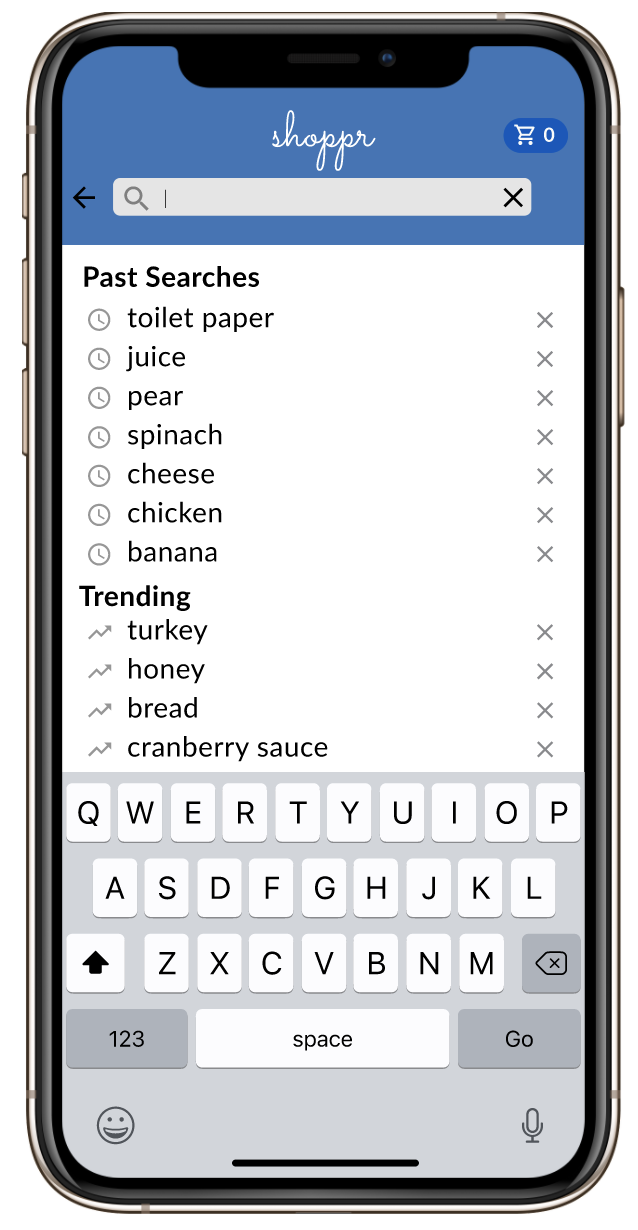 shoppr
0
Past Searches
toilet paper
juice
pear
spinach
cheese
chicken
banana
Trending
turkey
honey
bread
cranberry sauce
Q W E R T Y U I O P
A S D F G H J K L
Z X C V B N M
123 space Go